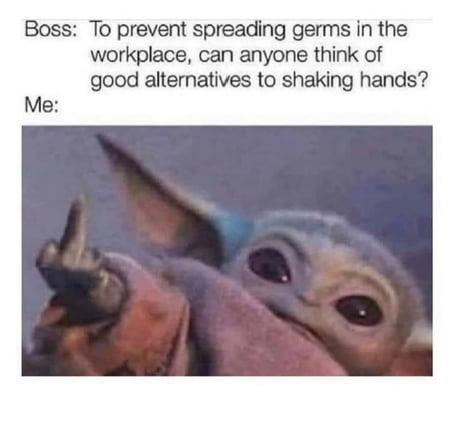 Boss: To prevent spreading germs in the
workplace, can anyone think of
good alternatives to shaking hands?
Me: